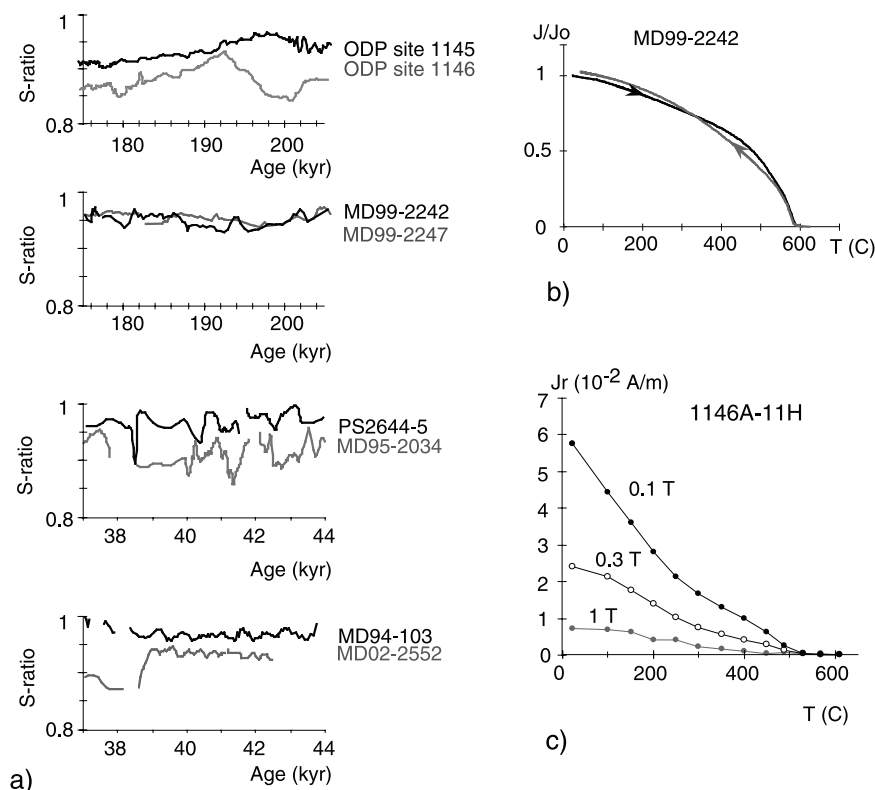 1
S-ratio
ODP site 1145
ODP site 1146
0.8
180 190 200
Age (kyr)
1
S-ratio
MD99-2242
MD99-2247
0.8
180 190 200
Age (kyr)
1
S-ratio
PS2644-5
MD95-2034
0.8
38 40 42 44
Age (kyr)
1
S-ratio
MD94-103
MD02-2552
0.8
38 40 42 44
Age (kyr)
a)
J/Jo
MD99-2242
1
0.5
0
0 200 400 600
T (C)
b)
Jr (10⁻² A/m)
1146A-11H
7
6
5
4
3
2
1
0
0.1 T
0.3 T
1 T
0 200 400 600
T (C)
c)